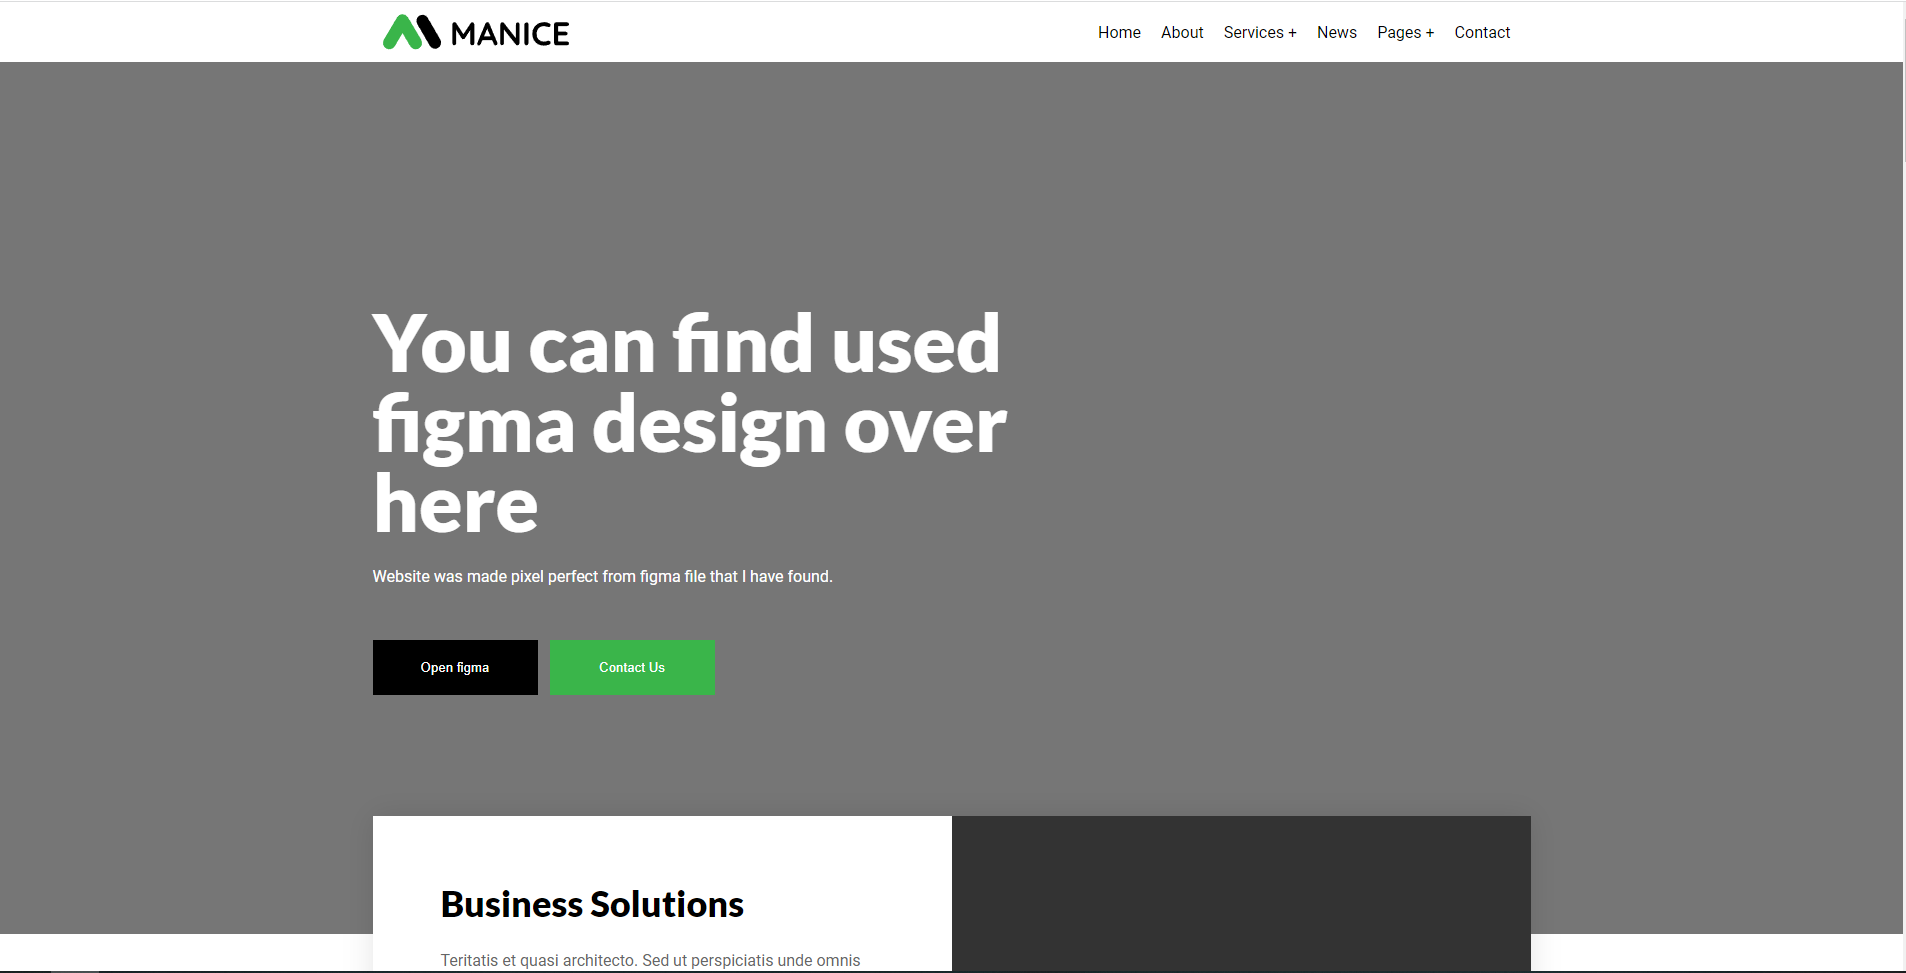 MANICE
Home About Services + News Pages + Contact
You can find used
figma design over
here
Website was made pixel perfect from figma file that I have found.
Open figma Contact Us
Business Solutions
Teritatis et quasi architecto. Sed ut perspiciatis unde omnis